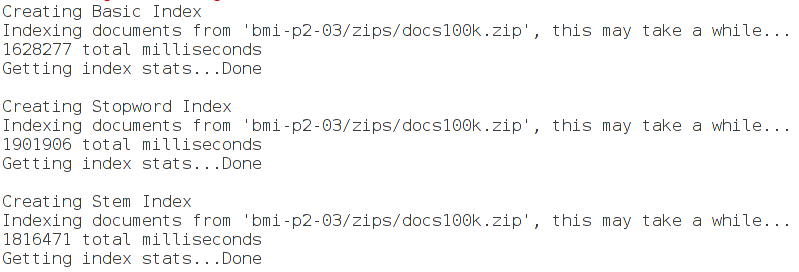 Creating Basic Index
Indexing documents from 'bmi-p2-03/zips/docs100k.zip', this may take a while...
1628277 total milliseconds
Getting index stats...Done
Creating Stopword Index
Indexing documents from 'bmi-p2-03/zips/docs100k.zip', this may take a while...
1901906 total milliseconds
Getting index stats...Done
Creating Stem Index
Indexing documents from 'bmi-p2-03/zips/docs100k.zip', this may take a while...
1816471 total milliseconds
Getting index stats...Done